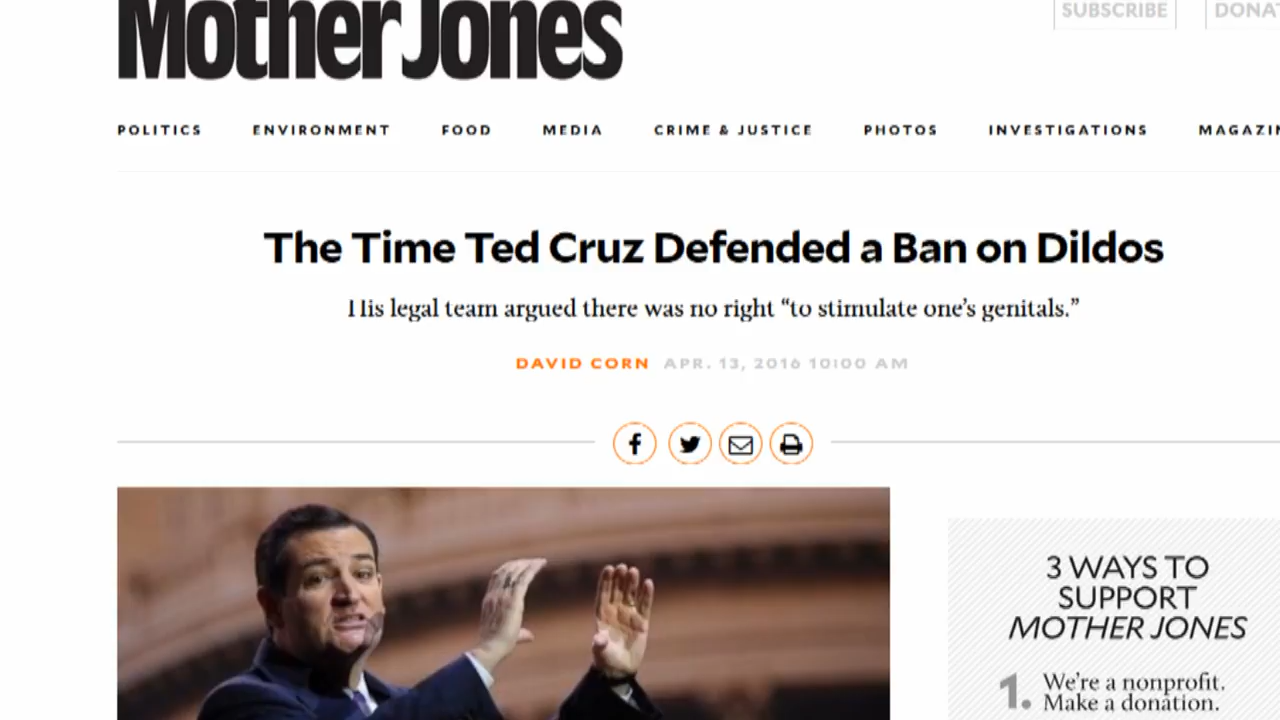 Mother Jones
SUBSCRIBE
POLITICS ENVIRONMENT FOOD MEDIA CRIME & JUSTICE PHOTOS INVESTIGATIONS
The Time Ted Cruz Defended a Ban on Dildos
His legal team argued there was no right “to stimulate one’s genitals.”
DAVID CORN APR. 13, 2016 10:00 AM
3 WAYS TO
SUPPORT
MOTHER JONES
1. We’re a nonprofit.
Make a donation.